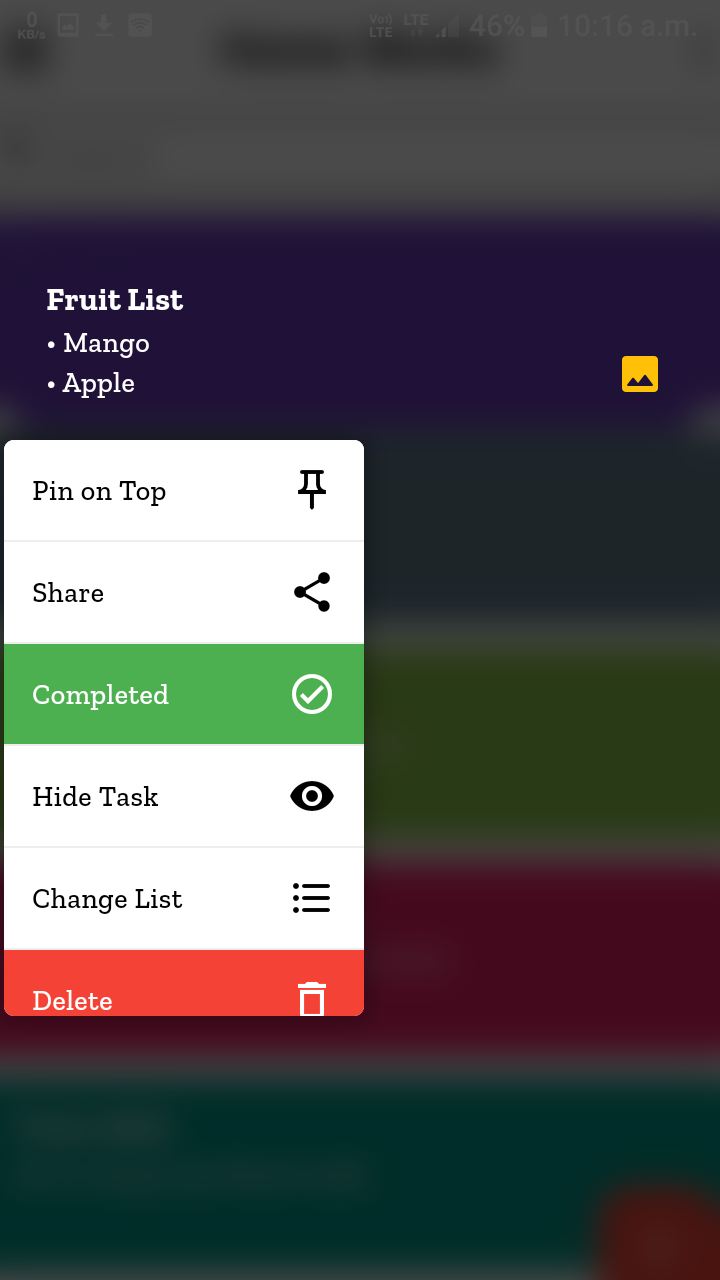 0
KB/s
Vo))
LTE
LTE
46%
10:16 a.m.
Fruit List
• Mango
• Apple
Pin on Top
Share
Completed
Hide Task
Change List
Delete